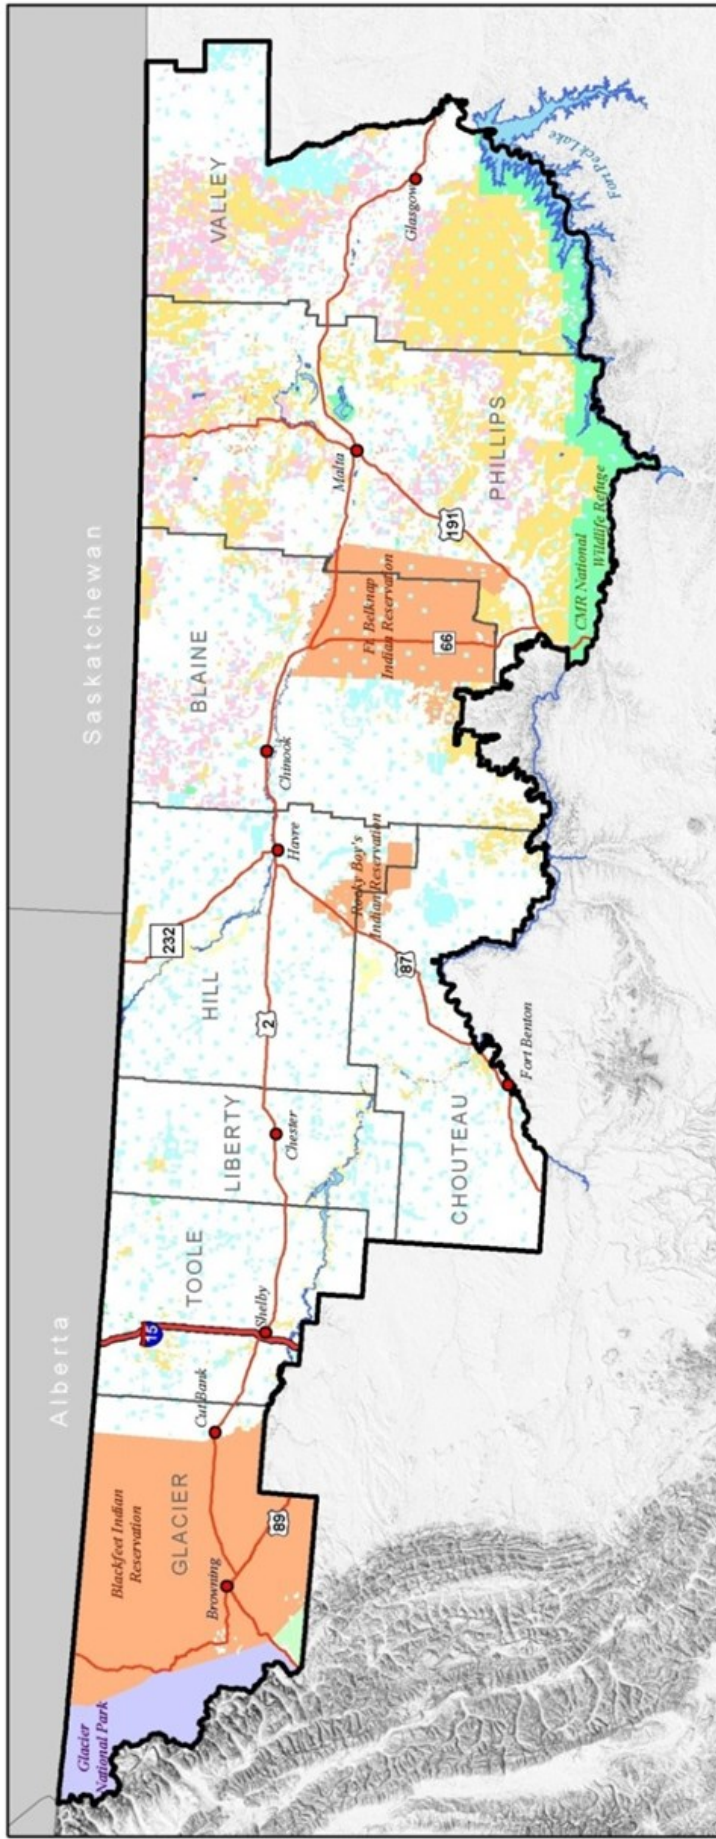 Alberta
Saskatchewan
Glacier
National Park
Blackfeet Indian
Reservation
GLACIER
Browning
89
Cut Bank
15
TOOLE
Shelby
LIBERTY
Chester
2
HILL
232
Havre
Rocky Boy's
Indian Reservation
87
CHOUTEAU
Fort Benton
BLAINE
Chinook
Ft. Belknap
Indian Reservation
66
191
Malta
PHILLIPS
CMR National
Wildlife Refuge
VALLEY
Glasgow
Fort Peck Lake